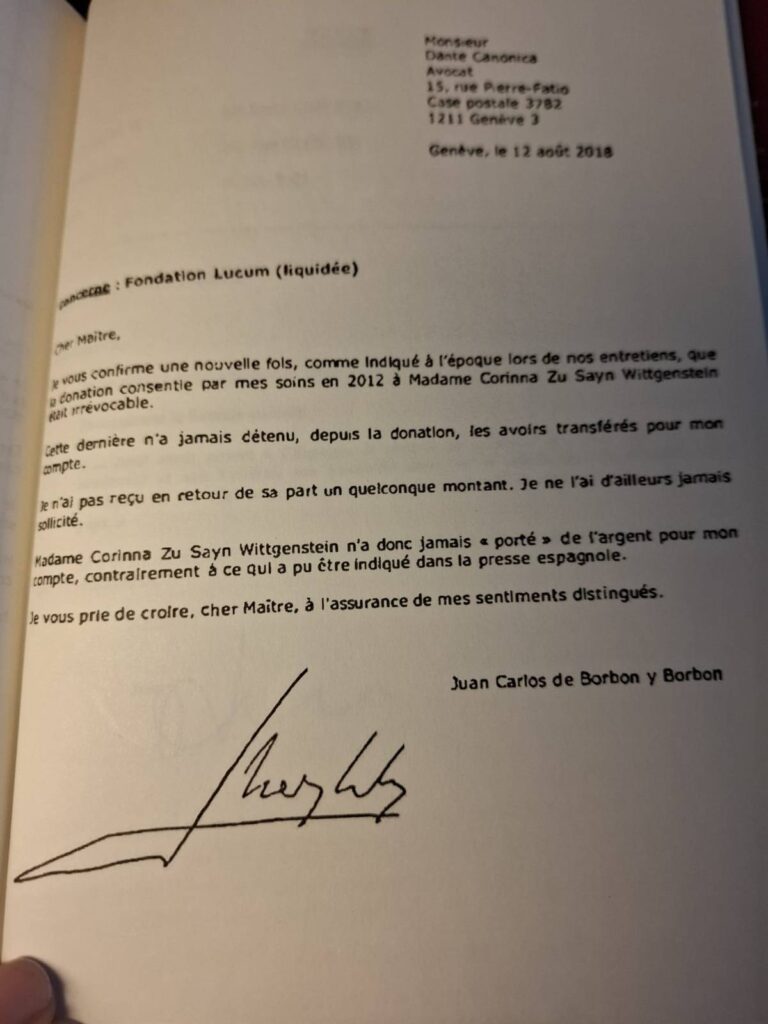 Monsieur
Dante Canonica
Avocat
15, rue Pierre-Fatio
Case postale 3782
1211 Genève 3
Genève, le 12 août 2018
Concerne : Fondation Lucum (liquidée)
Cher Maître,
Je vous confirme une nouvelle fois, comme indiqué à l'époque lors de nos entretiens, que
la donation consentie par mes soins en 2012 à Madame Corinna Zu Sayn Wittgenstein
était irrévocable.
Cette dernière n'a jamais détenu, depuis la donation, les avoirs transférés pour mon
compte.
Je n'ai pas reçu en retour de sa part un quelconque montant. Je ne l'ai d'ailleurs jamais
sollicité.
Madame Corinna Zu Sayn Wittgenstein n'a donc jamais « porté » de l'argent pour mon
compte, contrairement à ce qui a pu être indiqué dans la presse espagnole.
Je vous prie de croire, cher Maître, à l'assurance de mes sentiments distingués.
Juan Carlos de Borbon y Borbon